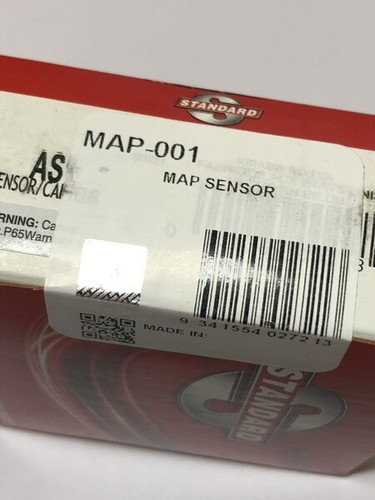 STANDARD
MAP-001
MAP SENSOR
AS
ENSOR/CA
RNING: Ca
.P65Warn
9 341554 027213
MADE IN:
STANDARD